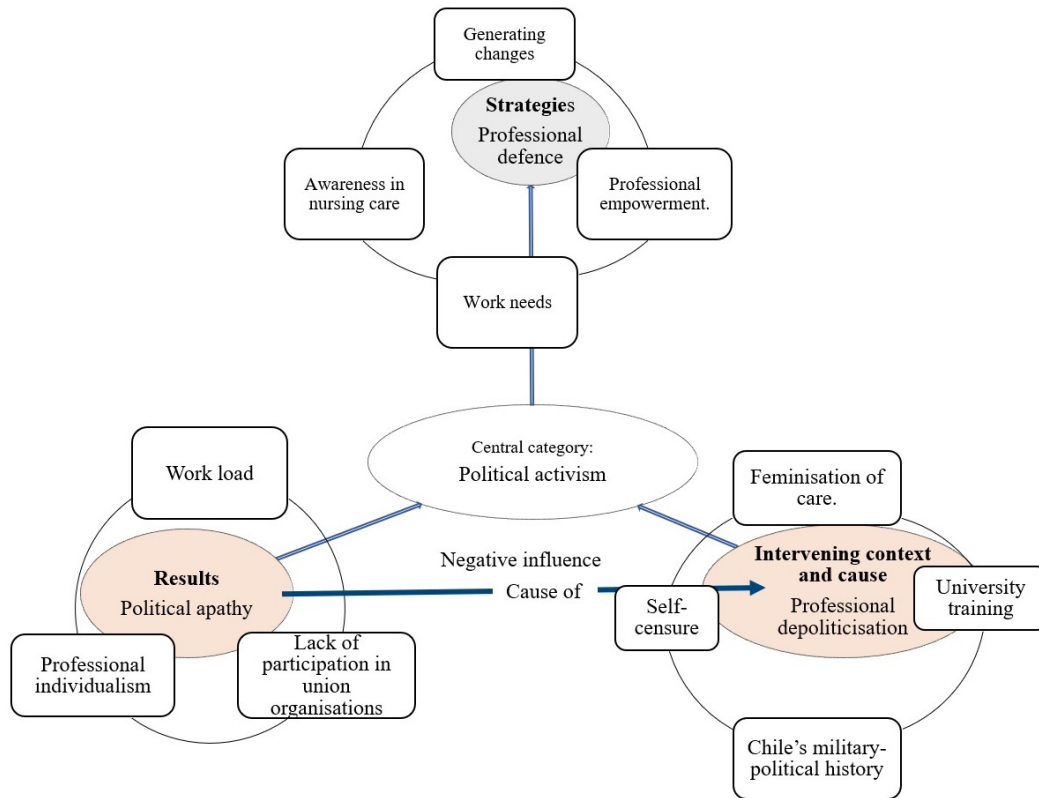 Generating
changes
Strategies
Professional
defence
Awareness in
nursing care
Professional
empowerment.
Work needs
Central category:
Political activism
Work load
Feminisation of
care.
Results
Political apathy
Negative influence
Cause of
Intervening context
and cause
Professional
depoliticisation
Self-
censure
University
training
Professional
individualism
Lack of
participation in
union
organisations
Chile’s military-
political history